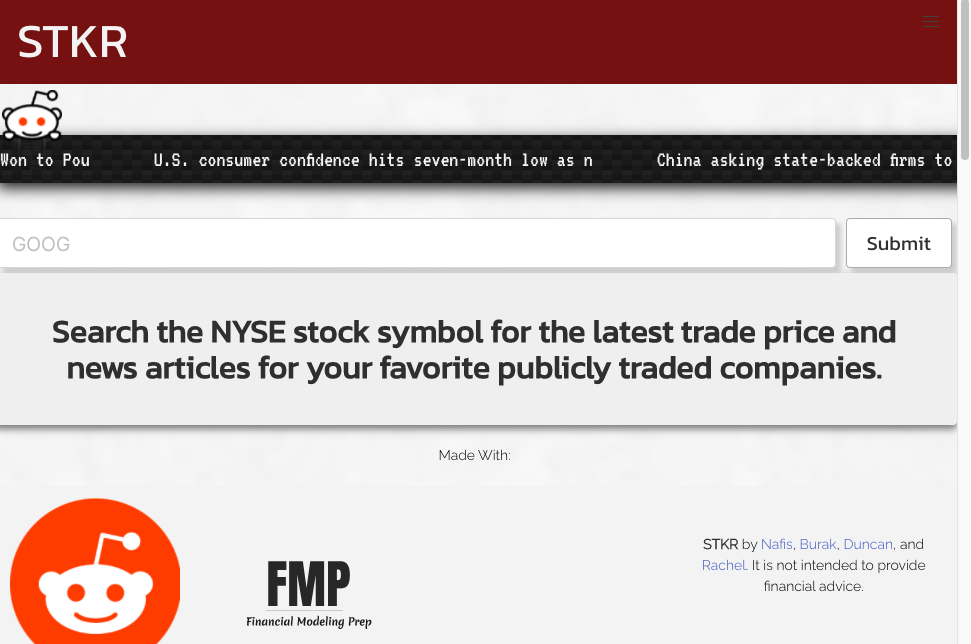 STKR
Won to Pou U.S. consumer confidence hits seven-month low as n China asking state-backed firms to
GOOG
Submit
Search the NYSE stock symbol for the latest trade price and
news articles for your favorite publicly traded companies.
Made With:
FMP
Financial Modeling Prep
STKR by Nafis, Burak, Duncan, and
Rachel. It is not intended to provide
financial advice.